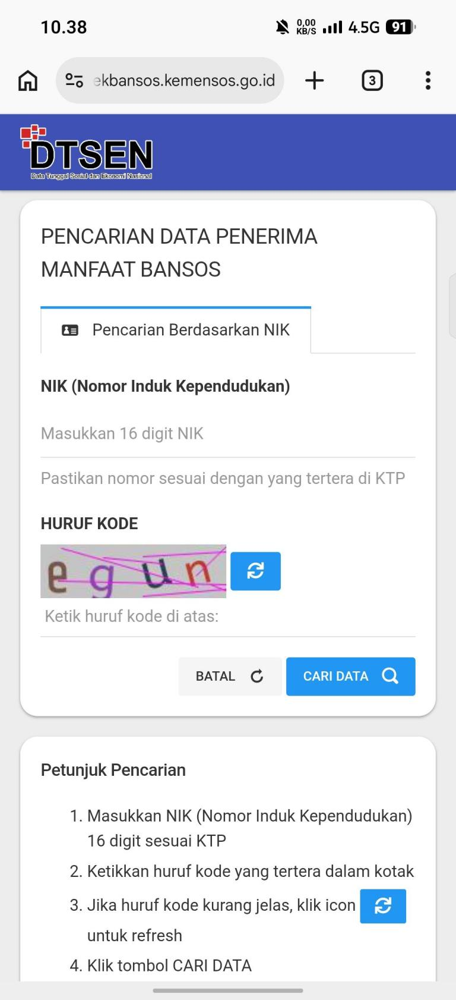 10.38
0,00
KB/S
4.5G
91
ekbansos.kemensos.go.id
3
DTSEN
Data Tunggal Sosial dan Ekonomi Nasional
PENCARIAN DATA PENERIMA
MANFAAT BANSOS
Pencarian Berdasarkan NIK
NIK (Nomor Induk Kependudukan)
Masukkan 16 digit NIK
Pastikan nomor sesuai dengan yang tertera di KTP
HURUF KODE
e g u n
Ketik huruf kode di atas:
BATAL
CARI DATA
Petunjuk Pencarian
1. Masukkan NIK (Nomor Induk Kependudukan)
16 digit sesuai KTP
2. Ketikkan huruf kode yang tertera dalam kotak
3. Jika huruf kode kurang jelas, klik icon
untuk refresh
4. Klik tombol CARI DATA